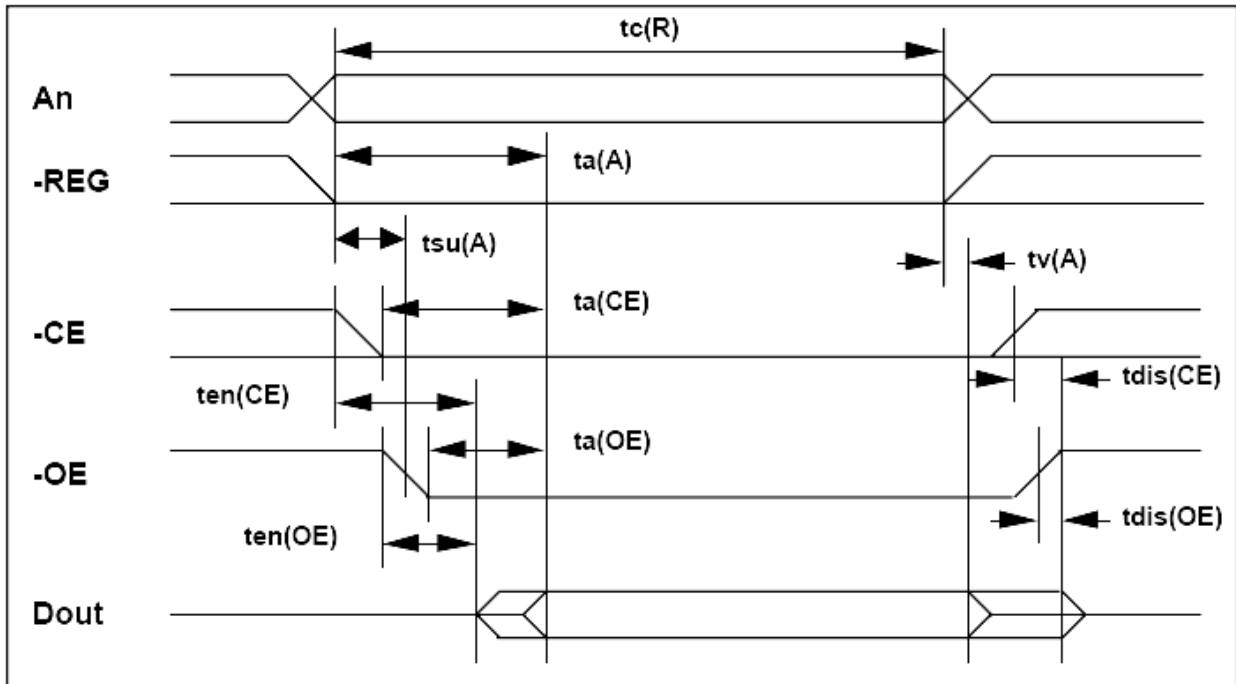 tc(R)
An
ta(A)
-REG
tsu(A)
tv(A)
ta(CE)
-CE
tdis(CE)
ten(CE)
ta(OE)
-OE
tdis(OE)
ten(OE)
Dout